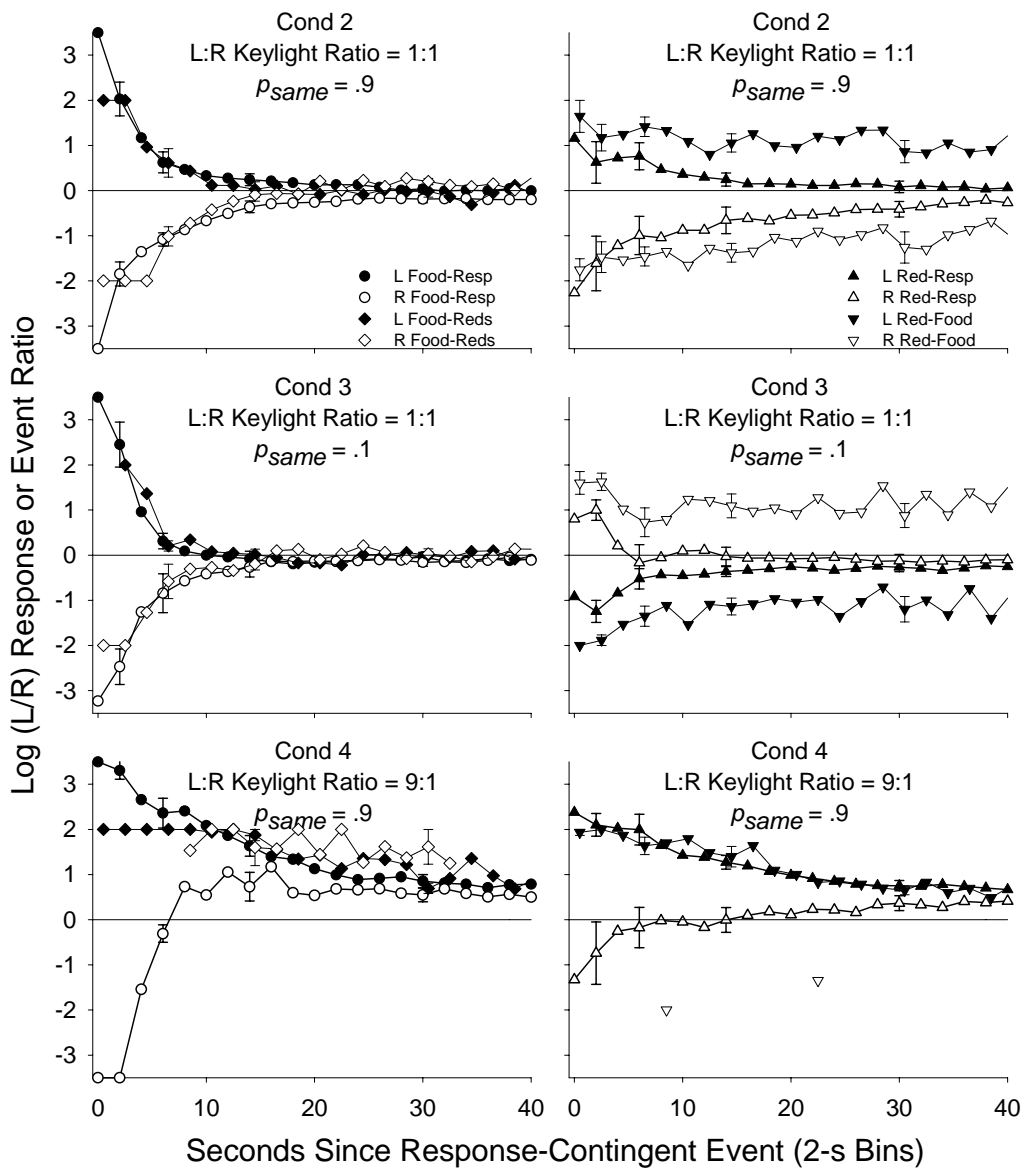 Cond 2
L:R Keylight Ratio = 1:1
psame = .9
3
2
1
0
-1
-2
-3
L Food-Resp
R Food-Resp
L Food-Reds
R Food-Reds
Cond 2
L:R Keylight Ratio = 1:1
psame = .9
L Red-Resp
R Red-Resp
L Red-Food
R Red-Food
Log (L/R) Response or Event Ratio
Cond 3
L:R Keylight Ratio = 1:1
psame = .1
3
2
1
0
-1
-2
-3
Cond 3
L:R Keylight Ratio = 1:1
psame = .1
Cond 4
L:R Keylight Ratio = 9:1
psame = .9
3
2
1
0
-1
-2
-3
0 10 20 30 40
Cond 4
L:R Keylight Ratio = 9:1
psame = .9
0 10 20 30 40
Seconds Since Response-Contingent Event (2-s Bins)